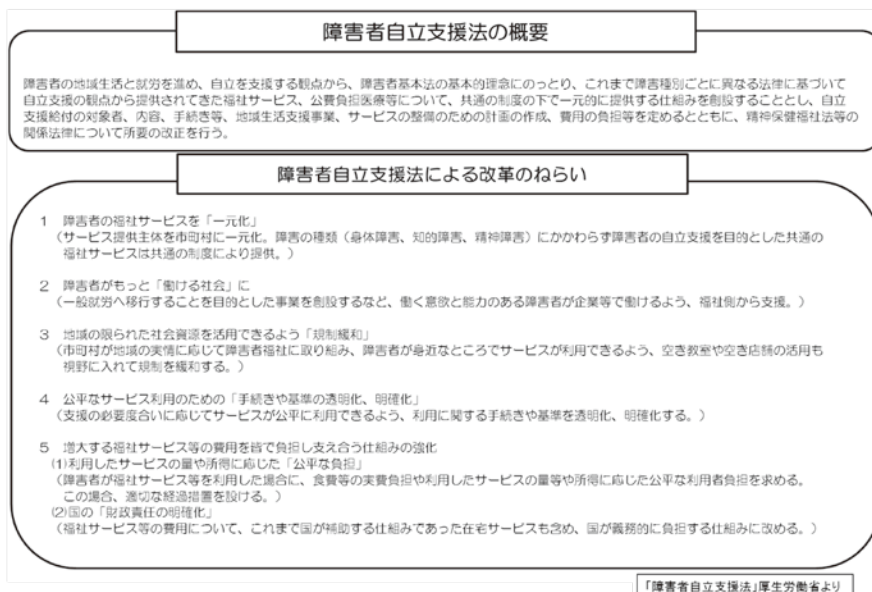 障害者自立支援法の概要
障害者の地域生活と就労を進め、自立を支援する観点から、障害者基本法の基本的理念にのっとり、これまで障害種別ごとに異なる法律に基づいて
自立支援の観点から提供されてきた福祉サービス、公費負担医療等について、共通の制度の下で一元的に提供する仕組みを創設することとし、自立
支援給付の対象者、内容、手続き等、地域生活支援事業、サービスの整備のための計画の作成、費用の負担等を定めるとともに、精神保健福祉法等の
関係法律について所要の改正を行う。
障害者自立支援法による改革のねらい
1 障害者の福祉サービスを「一元化」
（サービス提供主体を市町村に一元化。障害の種類（身体障害、知的障害、精神障害）にかかわらず障害者の自立支援を目的とした共通の
福祉サービスは共通の制度により提供。）
2 障害者がもっと「働ける社会」に
（一般就労へ移行することを目的とした事業を創設するなど、働く意欲と能力のある障害者が企業等で働けるよう、福祉側から支援。）
3 地域の限られた社会資源を活用できるよう「規制緩和」
（市町村が地域の実情に応じて障害者福祉に取り組み、障害者が身近なところでサービスが利用できるよう、空き教室や空き店舗の活用も
視野に入れて規制を緩和する。）
4 公平なサービス利用のための「手続きや基準の透明化、明確化」
（支援の必要度合いに応じてサービスが公平に利用できるよう、利用に関する手続きや基準を透明化、明確化する。）
5 増大する福祉サービス等の費用を皆で負担し支え合う仕組みの強化
(1)利用したサービスの量や所得に応じた「公平な負担」
（障害者が福祉サービス等を利用した場合に、食費等の実費負担や利用したサービスの量等や所得に応じた公平な利用者負担を求める。
この場合、適切な経過措置を設ける。）
(2)国の「財政責任の明確化」
（福祉サービス等の費用について、これまで国が補助する仕組みであった在宅サービスも含め、国が義務的に負担する仕組みに改める。）
「障害者自立支援法」厚生労働省より